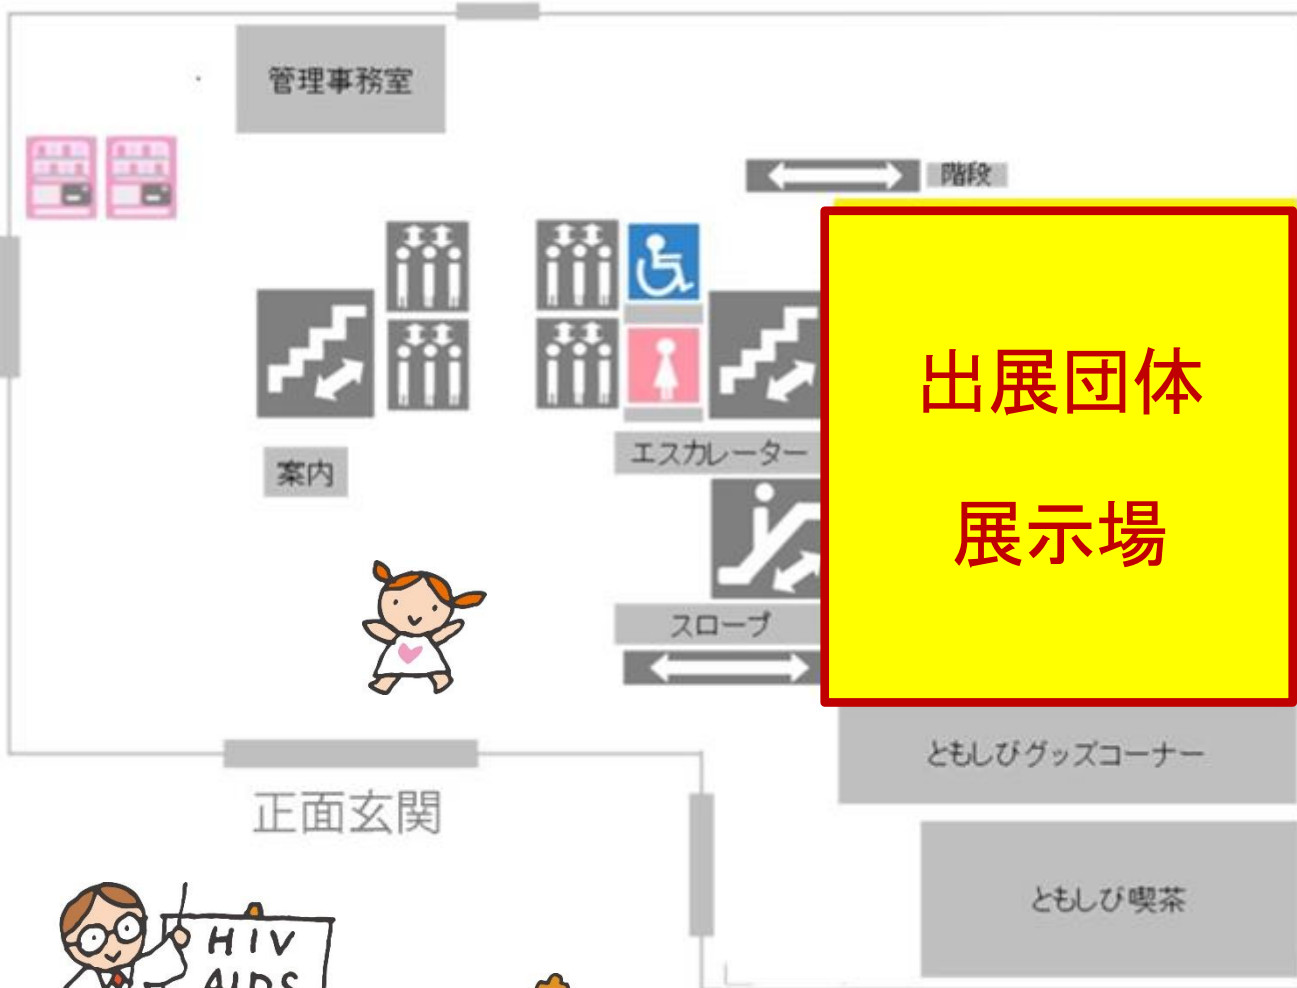 管理事務室
階段
出展団体
展示場
エスカレーター
案内
スロープ
ともしびグッズコーナー
正面玄関
ともしび喫茶
HIV
AIDS